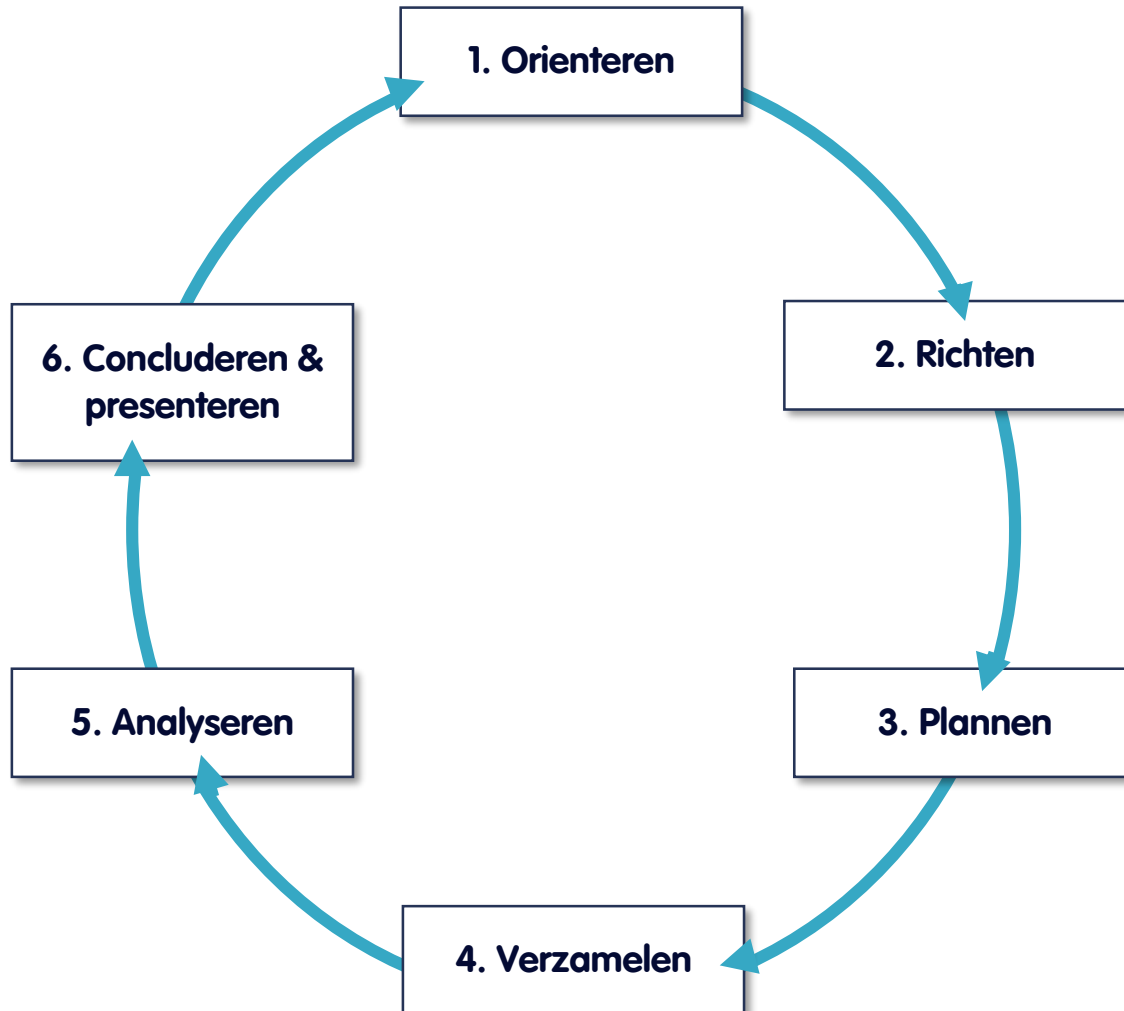 1. Orienteren
2. Richten
3. Plannen
4. Verzamelen
5. Analyseren
6. Concluderen &
presenteren